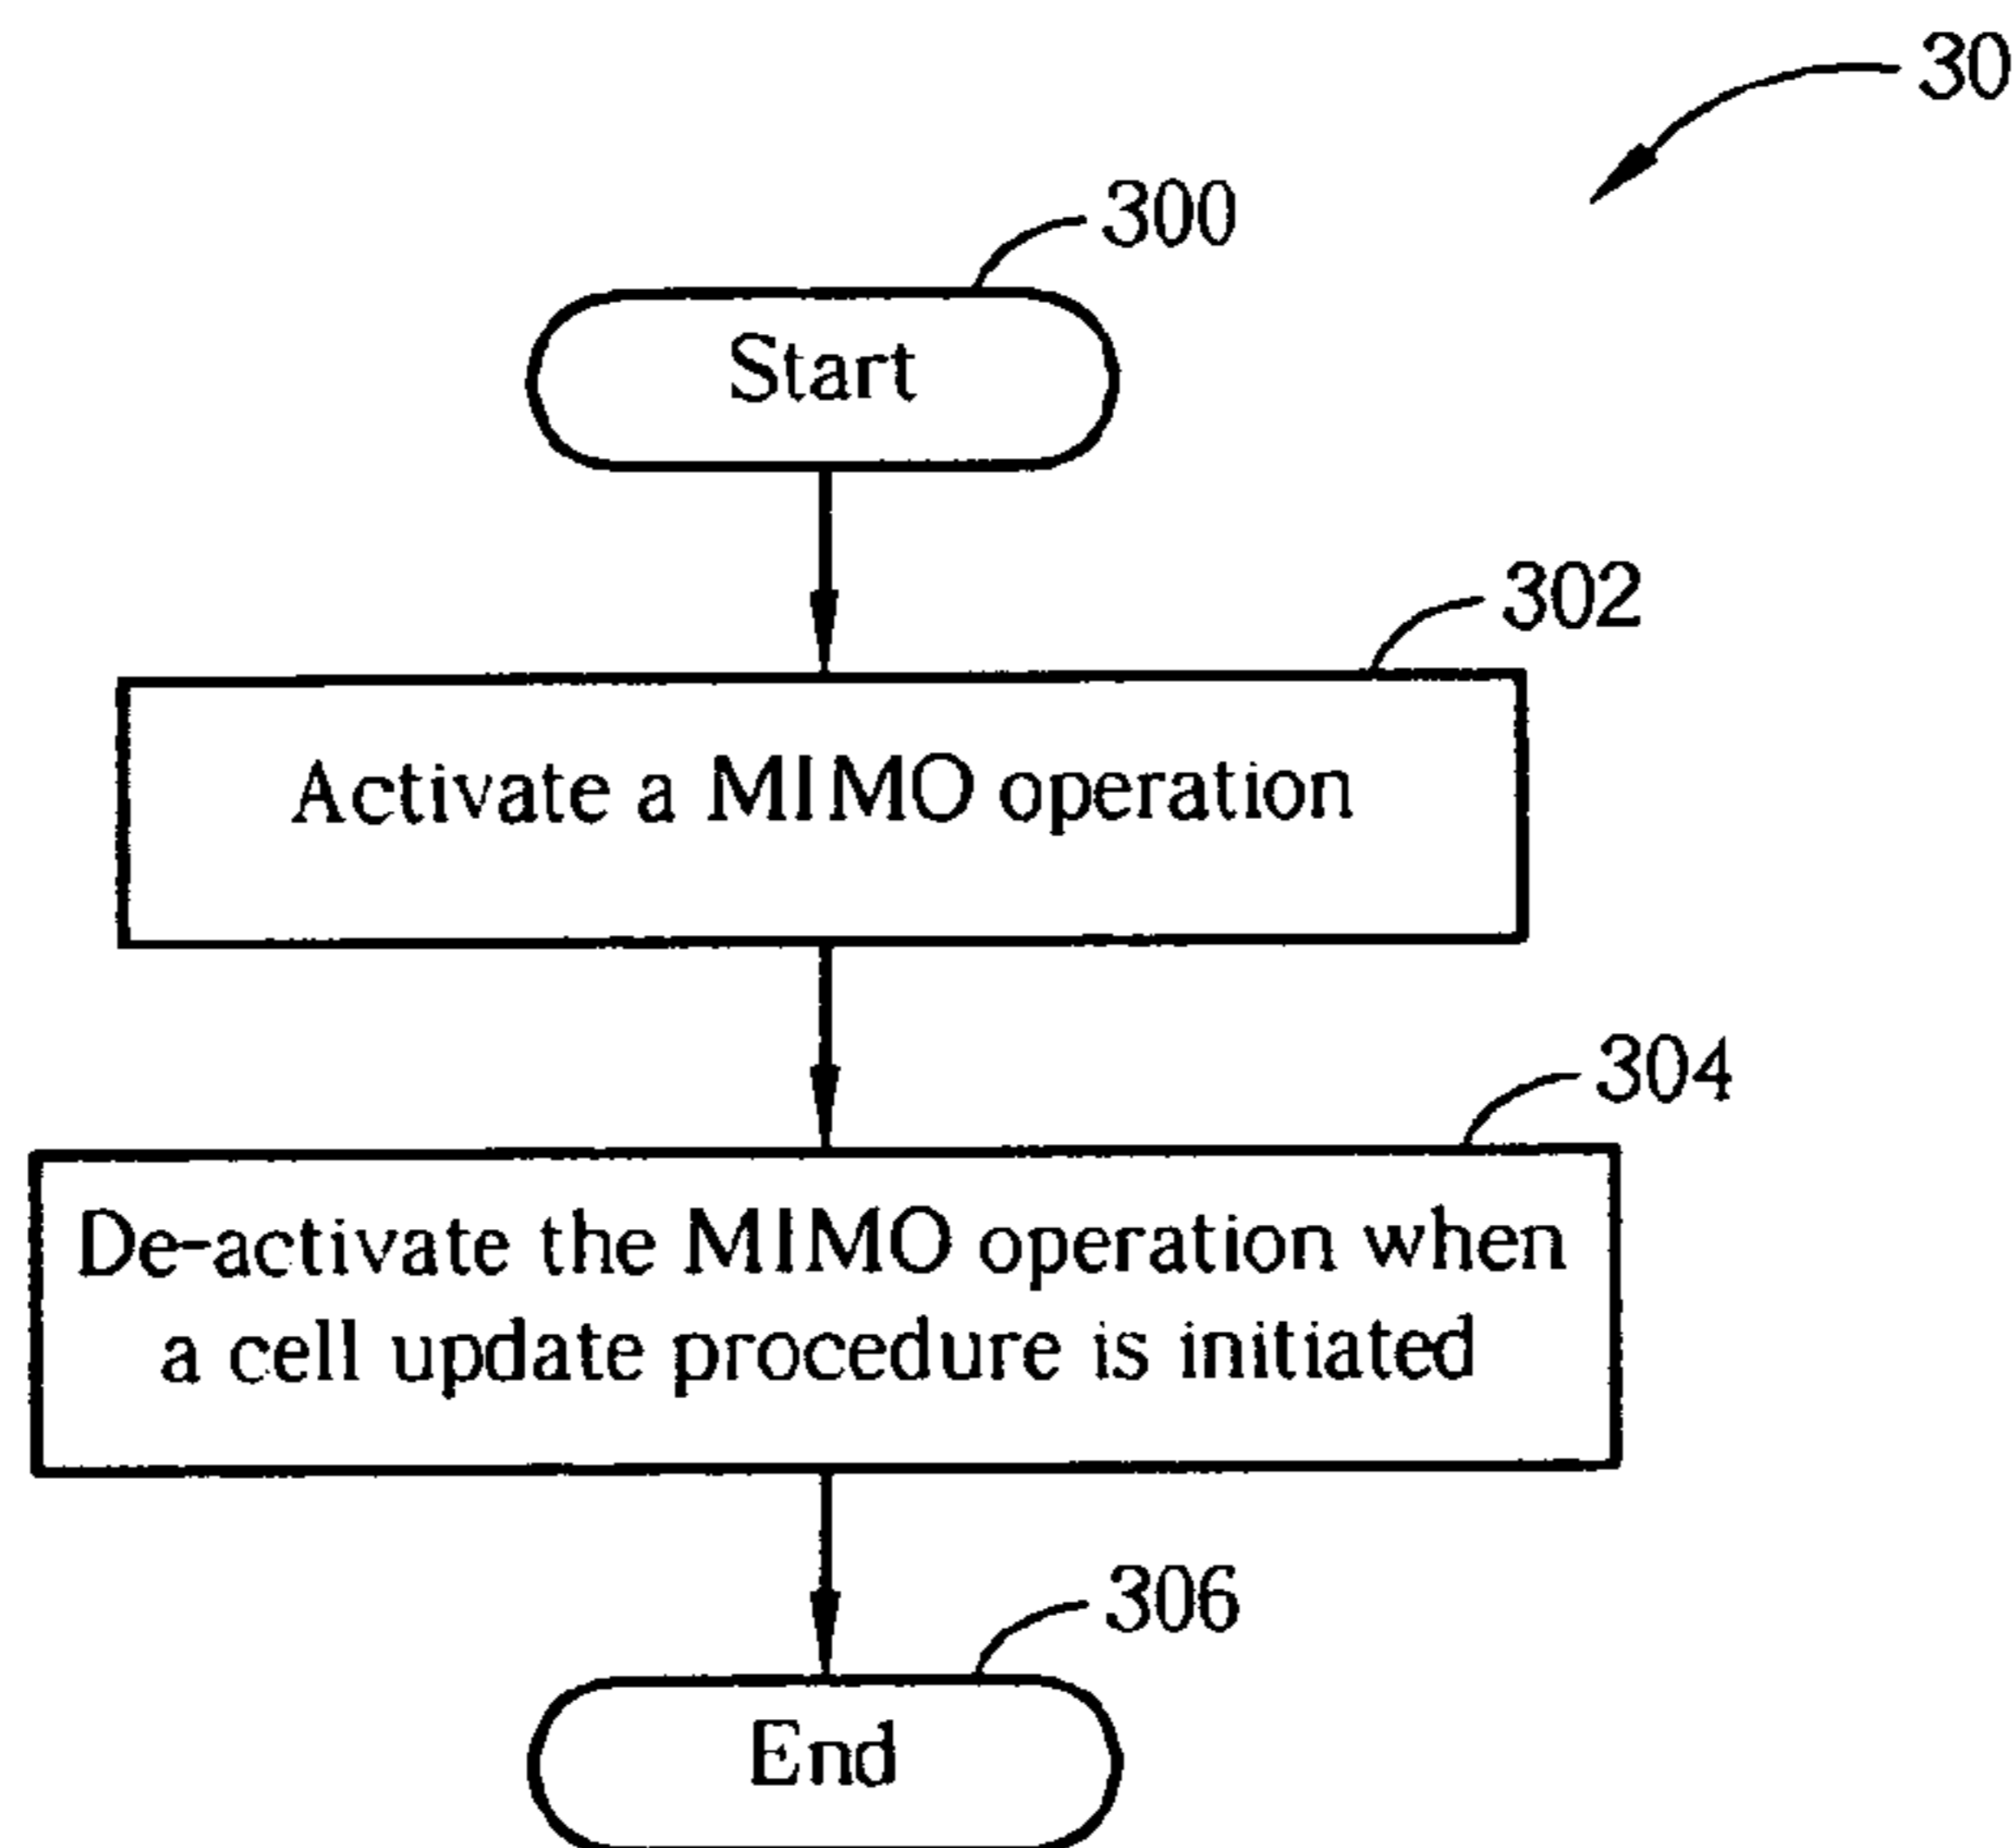 30
300
Start
302
Activate a MIMO operation
304
De-activate the MIMO operation when
a cell update procedure is initiated
306
End